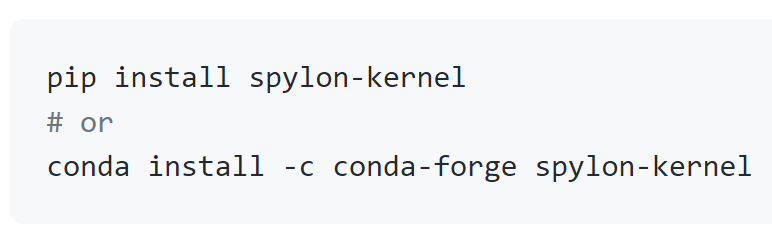 pip install spylon-kernel
# or
conda install -c conda-forge spylon-kernel